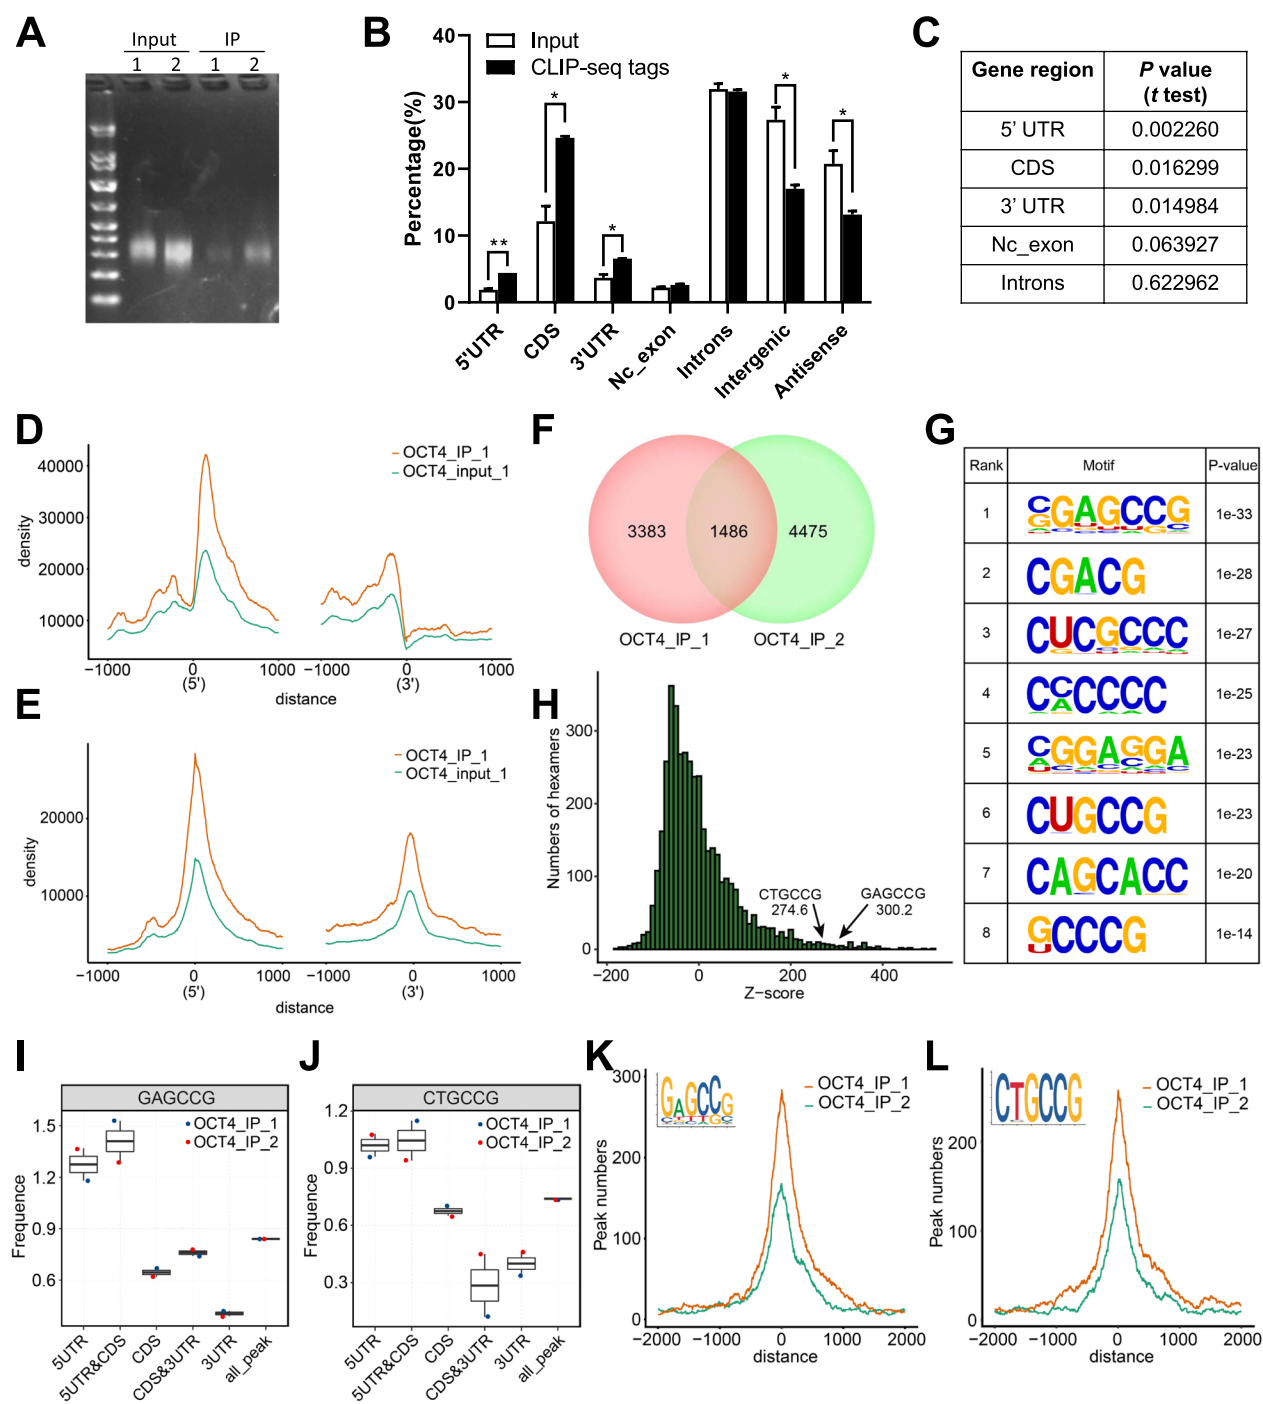 A
Input IP
1 2 1 2
B
Percentage(%)
40
30
20
10
0
Input
CLIP-seq tags
**
*
*
*
*
5'UTR
CDS
3'UTR
Nc_exon
Introns
Intergenic
Antisense
C
Gene region P value
(t test)
5’ UTR 0.002260
CDS 0.016299
3’ UTR 0.014984
Nc_exon 0.063927
Introns 0.622962
D
density
40000
30000
20000
10000
OCT4_IP_1
OCT4_input_1
−1000 0 1000 −1000 0 1000
(5') (3')
distance
E
density
20000
10000
OCT4_IP_1
OCT4_input_1
−1000 0 1000 −1000 0 1000
(5') (3')
distance
F
3383 1486 4475
OCT4_IP_1 OCT4_IP_2
G
Rank Motif P-value
1 CGAGCCG 1e-33
2 CGACG 1e-28
3 CUCGCCC 1e-27
4 CCCCCC 1e-25
5 CGGAGGA 1e-23
6 CUGCCG 1e-23
7 CAGCACC 1e-20
8 GCCCG 1e-14
H
Numbers of hexamers
300
200
100
0
CTGCCG
274.6
GAGCCG
300.2
−200 0 200 400
Z−score
I
GAGCCG
Frequence
1.5
1.2
0.9
0.6
OCT4_IP_1
OCT4_IP_2
5UTR
5UTR&CDS
CDS
CDS&3UTR
3UTR
all_peak
J
CTGCCG
Frequence
1.2
0.9
0.6
0.3
OCT4_IP_1
OCT4_IP_2
5UTR
5UTR&CDS
CDS
CDS&3UTR
3UTR
all_peak
K
Peak numbers
300
200
100
0
GAGCCG
OCT4_IP_1
OCT4_IP_2
−2000 −1000 0 1000 2000
distance
L
Peak numbers
200
100
0
CTGCCG
OCT4_IP_1
OCT4_IP_2
−2000 −1000 0 1000 2000
distance